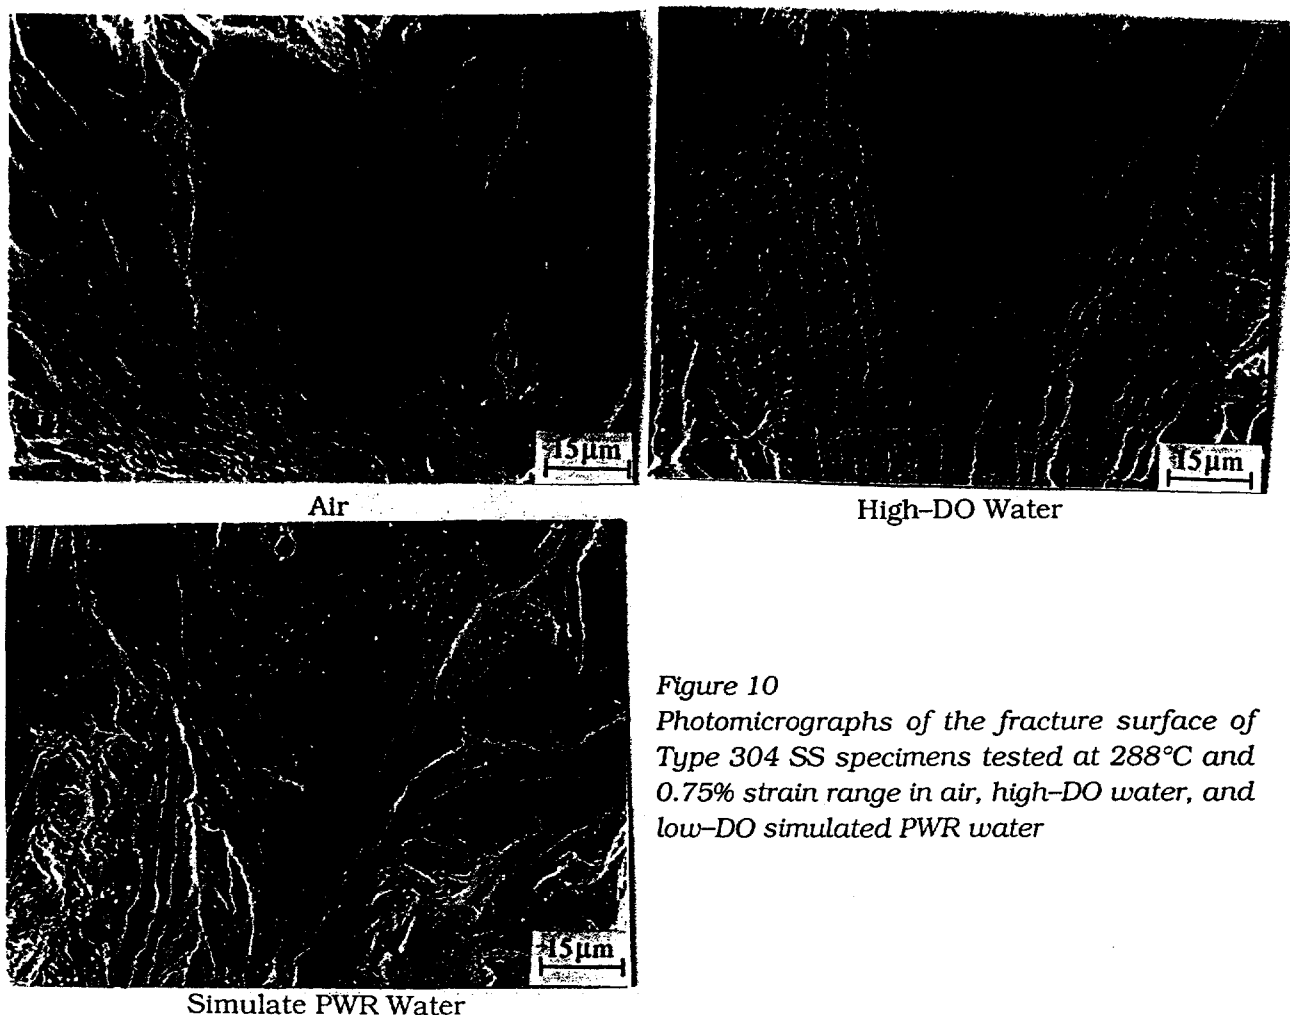 15µm
15µm
Air
High–DO Water
15µm
Simulate PWR Water
Figure 10
Photomicrographs of the fracture surface of
Type 304 SS specimens tested at 288°C and
0.75% strain range in air, high–DO water, and
low–DO simulated PWR water